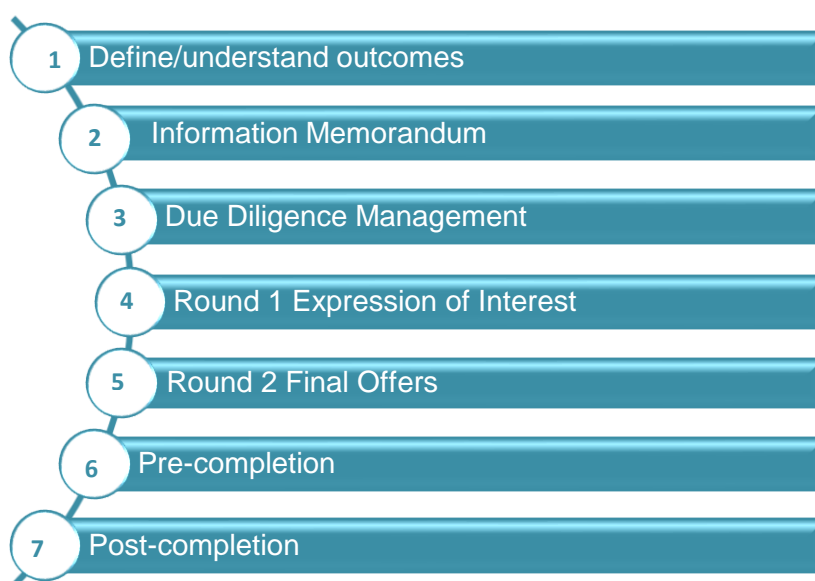 1 Define/understand outcomes
2 Information Memorandum
3 Due Diligence Management
4 Round 1 Expression of Interest
5 Round 2 Final Offers
6 Pre-completion
7 Post-completion